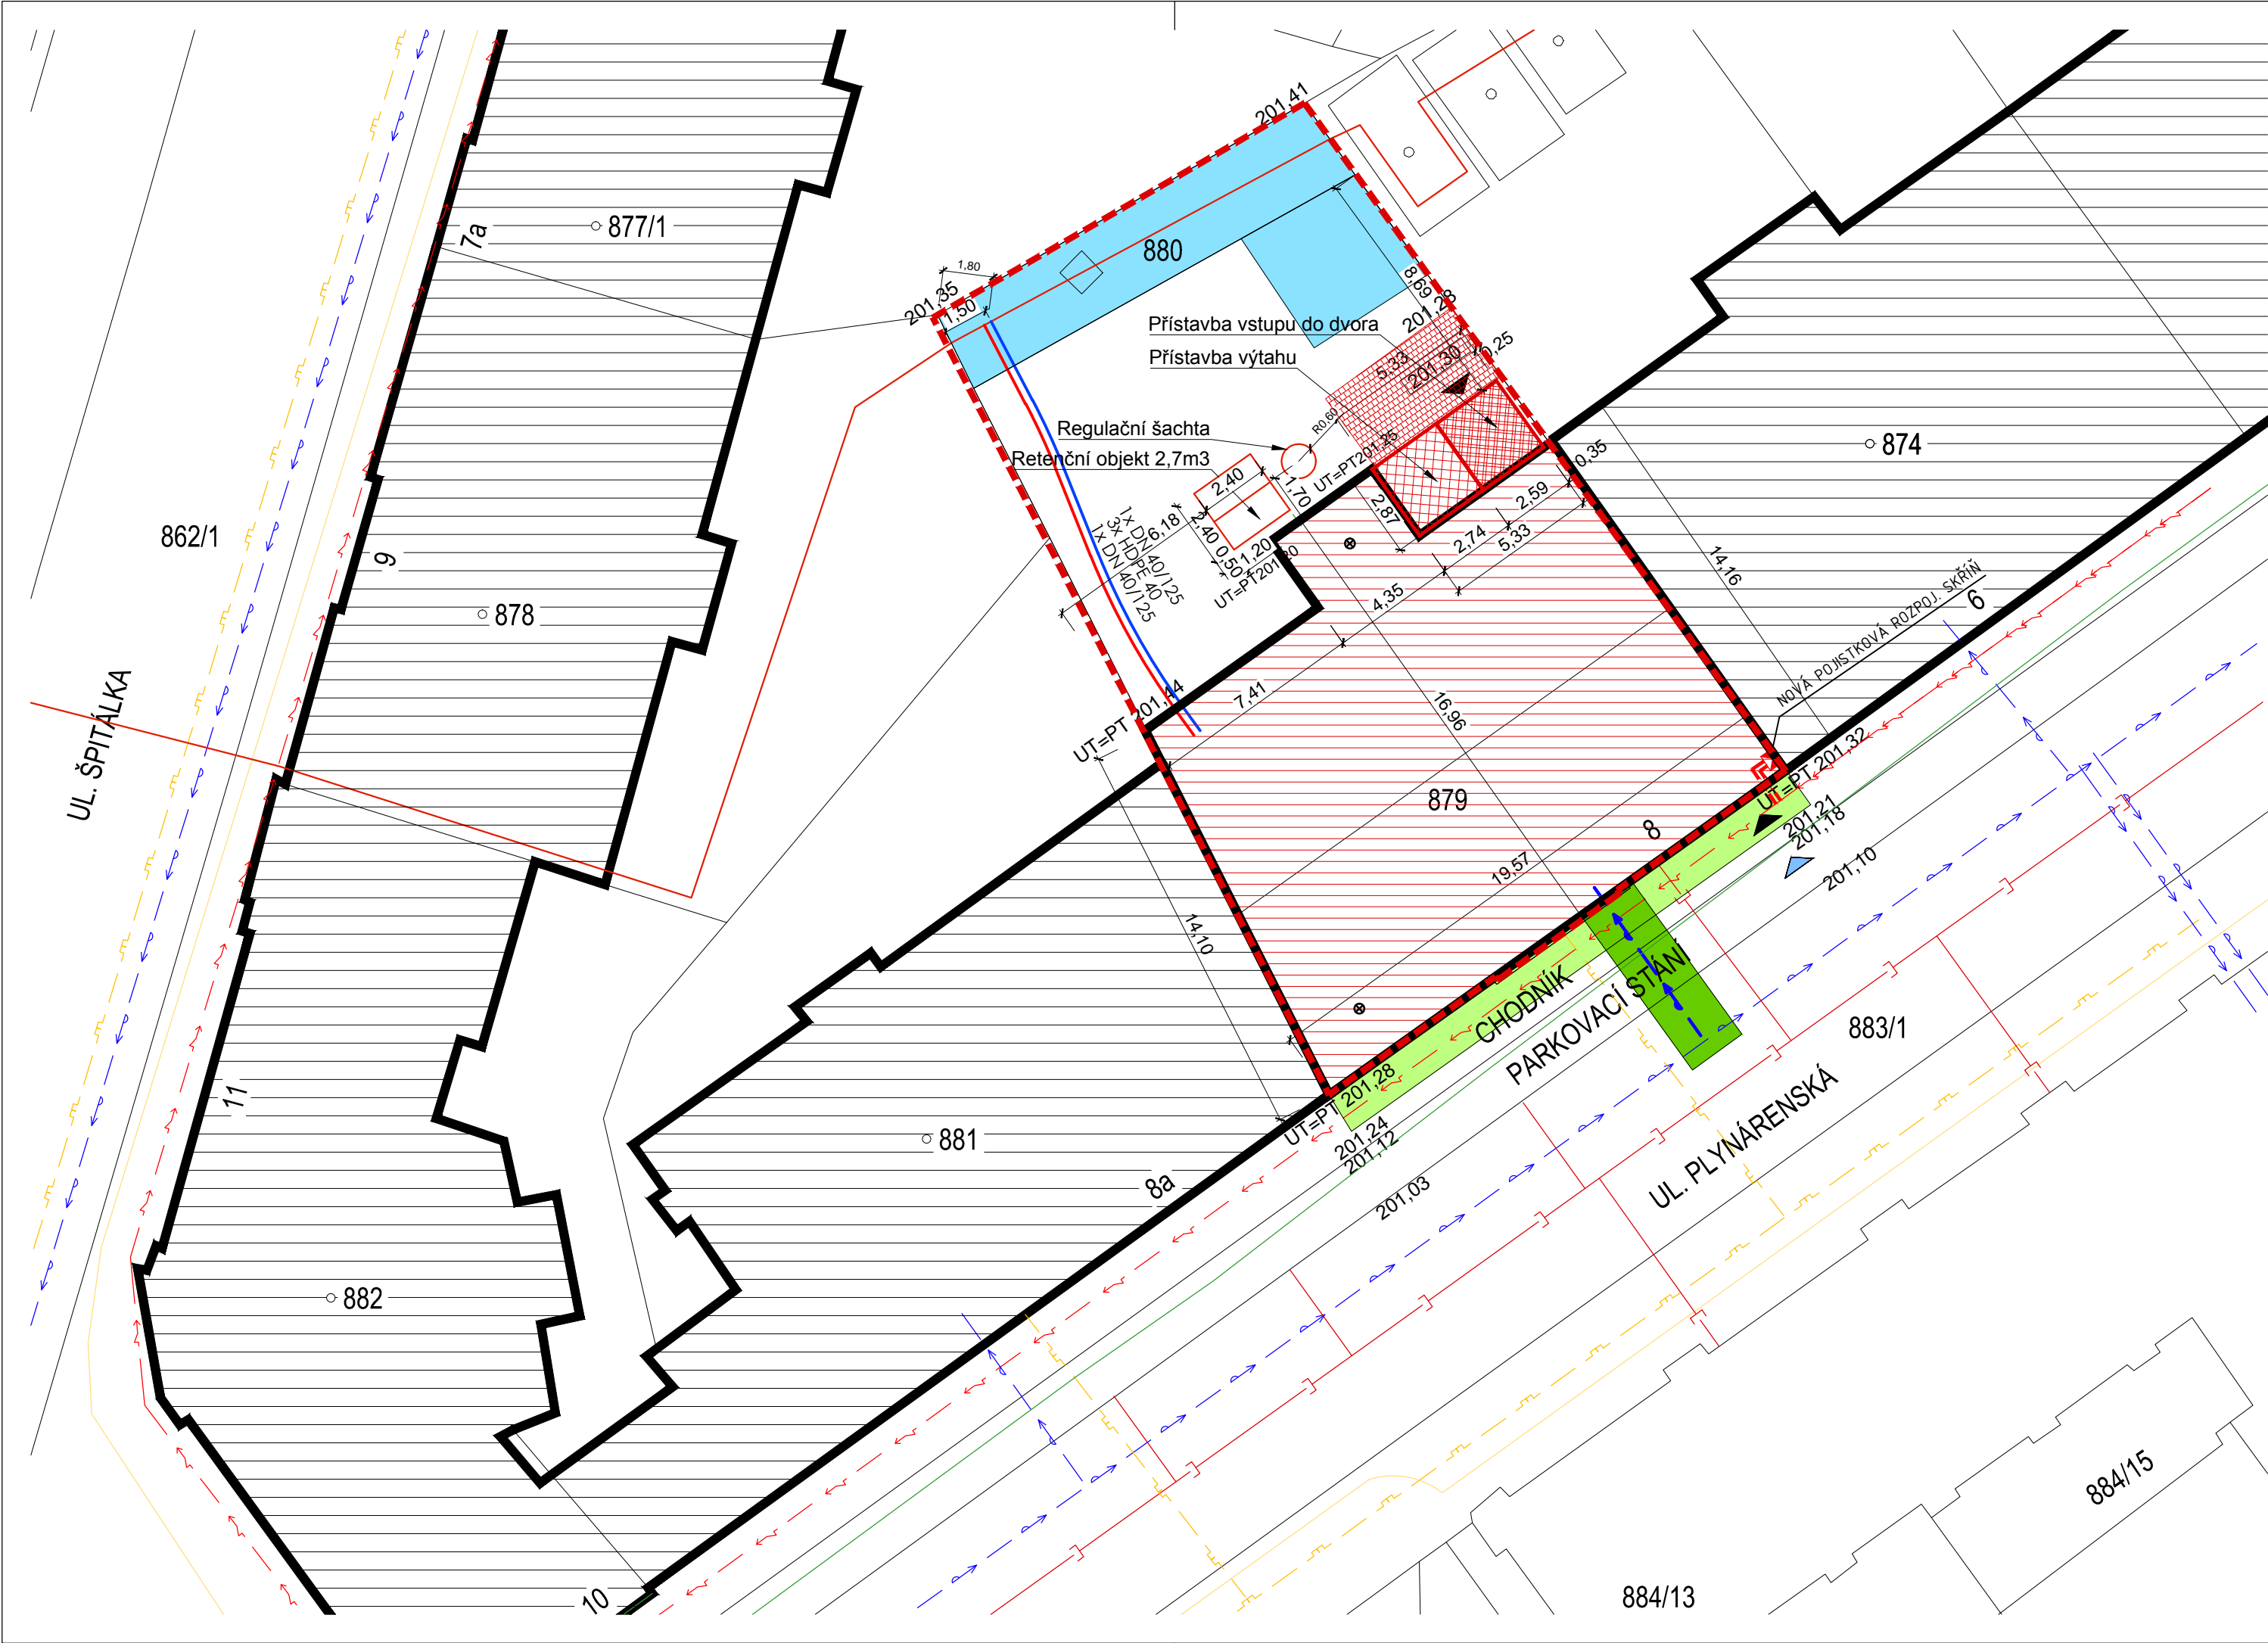 201,41
7a
877/1
880
1,80
201,35
1,50
8,69
201,28
Přístavba vstupu do dvora
Přístavba výtahu
5,33
201,30
0,25
Regulační šachta
R0,60
Retenční objekt 2,7m3
UT=PT201,25
2,40
1,70
2,87
0,35
874
2,59
2,74
5,33
862/1
9
878
6,18
1x DN 40/125
3x HDPE 40
1x DN 40/125
2,40
0,50
1,20
14,16
NOVÁ POJISTKOVÁ ROZPOJ. SKŘÍŇ
6
4,35
7,41
16,96
UT=PT 201,44
UL. ŠPITÁLKA
UT=PT 201,32
879
8
201,21
201,18
201,10
19,57
14,10
CHODNÍK
PARKOVACÍ STÁNÍ
883/1
11
UT=PT 201,28
201,24
201,12
881
8a
UL. PLYNÁRENSKÁ
201,03
882
884/15
10
884/13